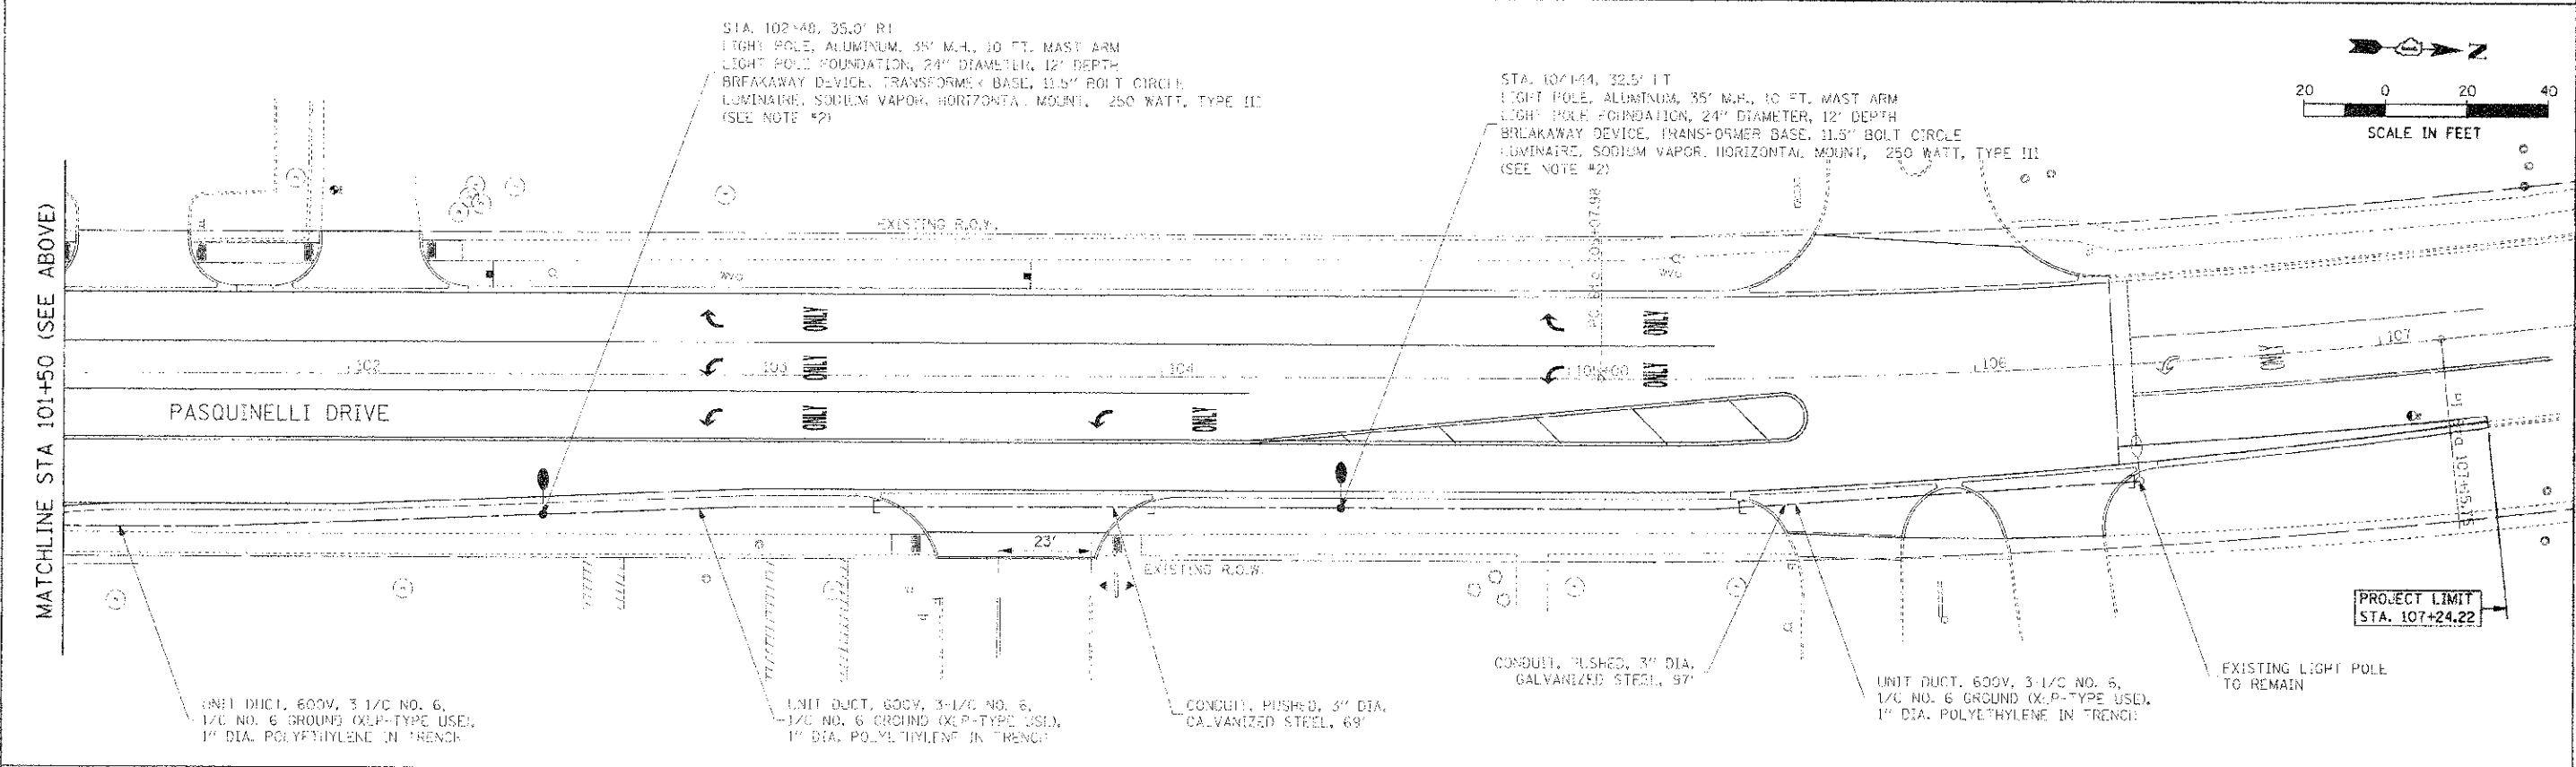 STA. 102+48, 35.0' RT
LIGHT POLE, ALUMINUM, 35' M.H., 10 FT. MAST ARM
LIGHT POLE FOUNDATION, 24" DIAMETER, 12' DEPTH
BREAKAWAY DEVICE, TRANSFORMER BASE, 11.5" BOLT CIRCLE
LUMINAIRE, SODIUM VAPOR, HORIZONTAL MOUNT, 250 WATT, TYPE III
(SEE NOTE #2)
STA. 104+44, 32.5' LT
LIGHT POLE, ALUMINUM, 35' M.H., 10 FT. MAST ARM
LIGHT POLE FOUNDATION, 24" DIAMETER, 12' DEPTH
BREAKAWAY DEVICE, TRANSFORMER BASE, 11.5" BOLT CIRCLE
LUMINAIRE, SODIUM VAPOR, HORIZONTAL MOUNT, 250 WATT, TYPE III
(SEE NOTE #2)
Z
20 0 20 40
SCALE IN FEET
MATCHLINE STA 101+50 (SEE ABOVE)
EXISTING R.O.W.
ONLY
ONLY
102
103
ONLY
104
105+00
ONLY
106
ONLY
107
PASQUINELLI DRIVE
ONLY
ONLY
23'
EXISTING R.O.W.
PROJECT LIMIT
STA. 107+24.22
UNIT DUCT, 600V, 3-1/C NO. 6,
1/C NO. 6 GROUND (XLP-TYPE USE),
1" DIA. POLYETHYLENE IN TRENCH
UNIT DUCT, 600V, 3-1/C NO. 6,
1/C NO. 6 GROUND (XLP-TYPE USE),
1" DIA. POLYETHYLENE IN TRENCH
CONDUIT, PUSHED, 3" DIA,
GALVANIZED STEEL, 69'
CONDUIT, PUSHED, 3" DIA.
GALVANIZED STEEL, 97'
UNIT DUCT, 600V, 3-1/C NO. 6,
1/C NO. 6 GROUND (XLP-TYPE USE),
1" DIA. POLYETHYLENE IN TRENCH
EXISTING LIGHT POLE
TO REMAIN